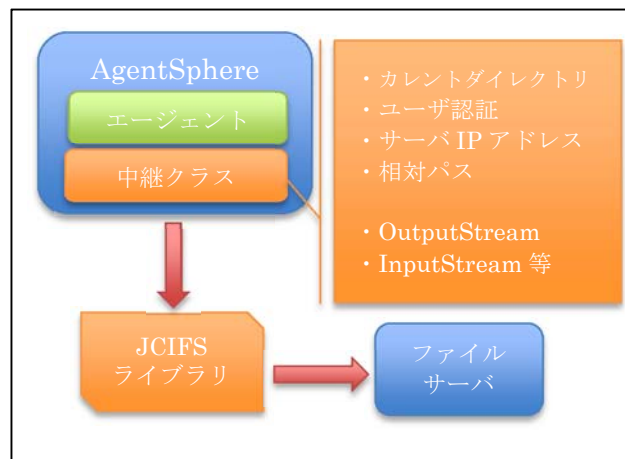 AgentSphere
エージェント
中継クラス
・カレントダイレクトリ
・ユーザ認証
・サーバ IP アドレス
・相対パス
・OutputStream
・InputStream 等
JCIFS
ライブラリ
ファイル
サーバ